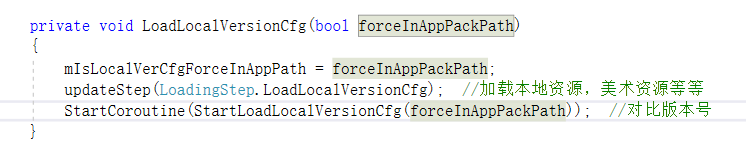 private void LoadLocalVersionCfg(bool forceInAppPackPath)
{
mIsLocalVerCfgForceInAppPath = forceInAppPackPath;
updateStep(LoadingStep.LoadLocalVersionCfg);  //加载本地资源，美术资源等等
StartCoroutine(StartLoadLocalVersionCfg(forceInAppPackPath));  //对比版本号
}